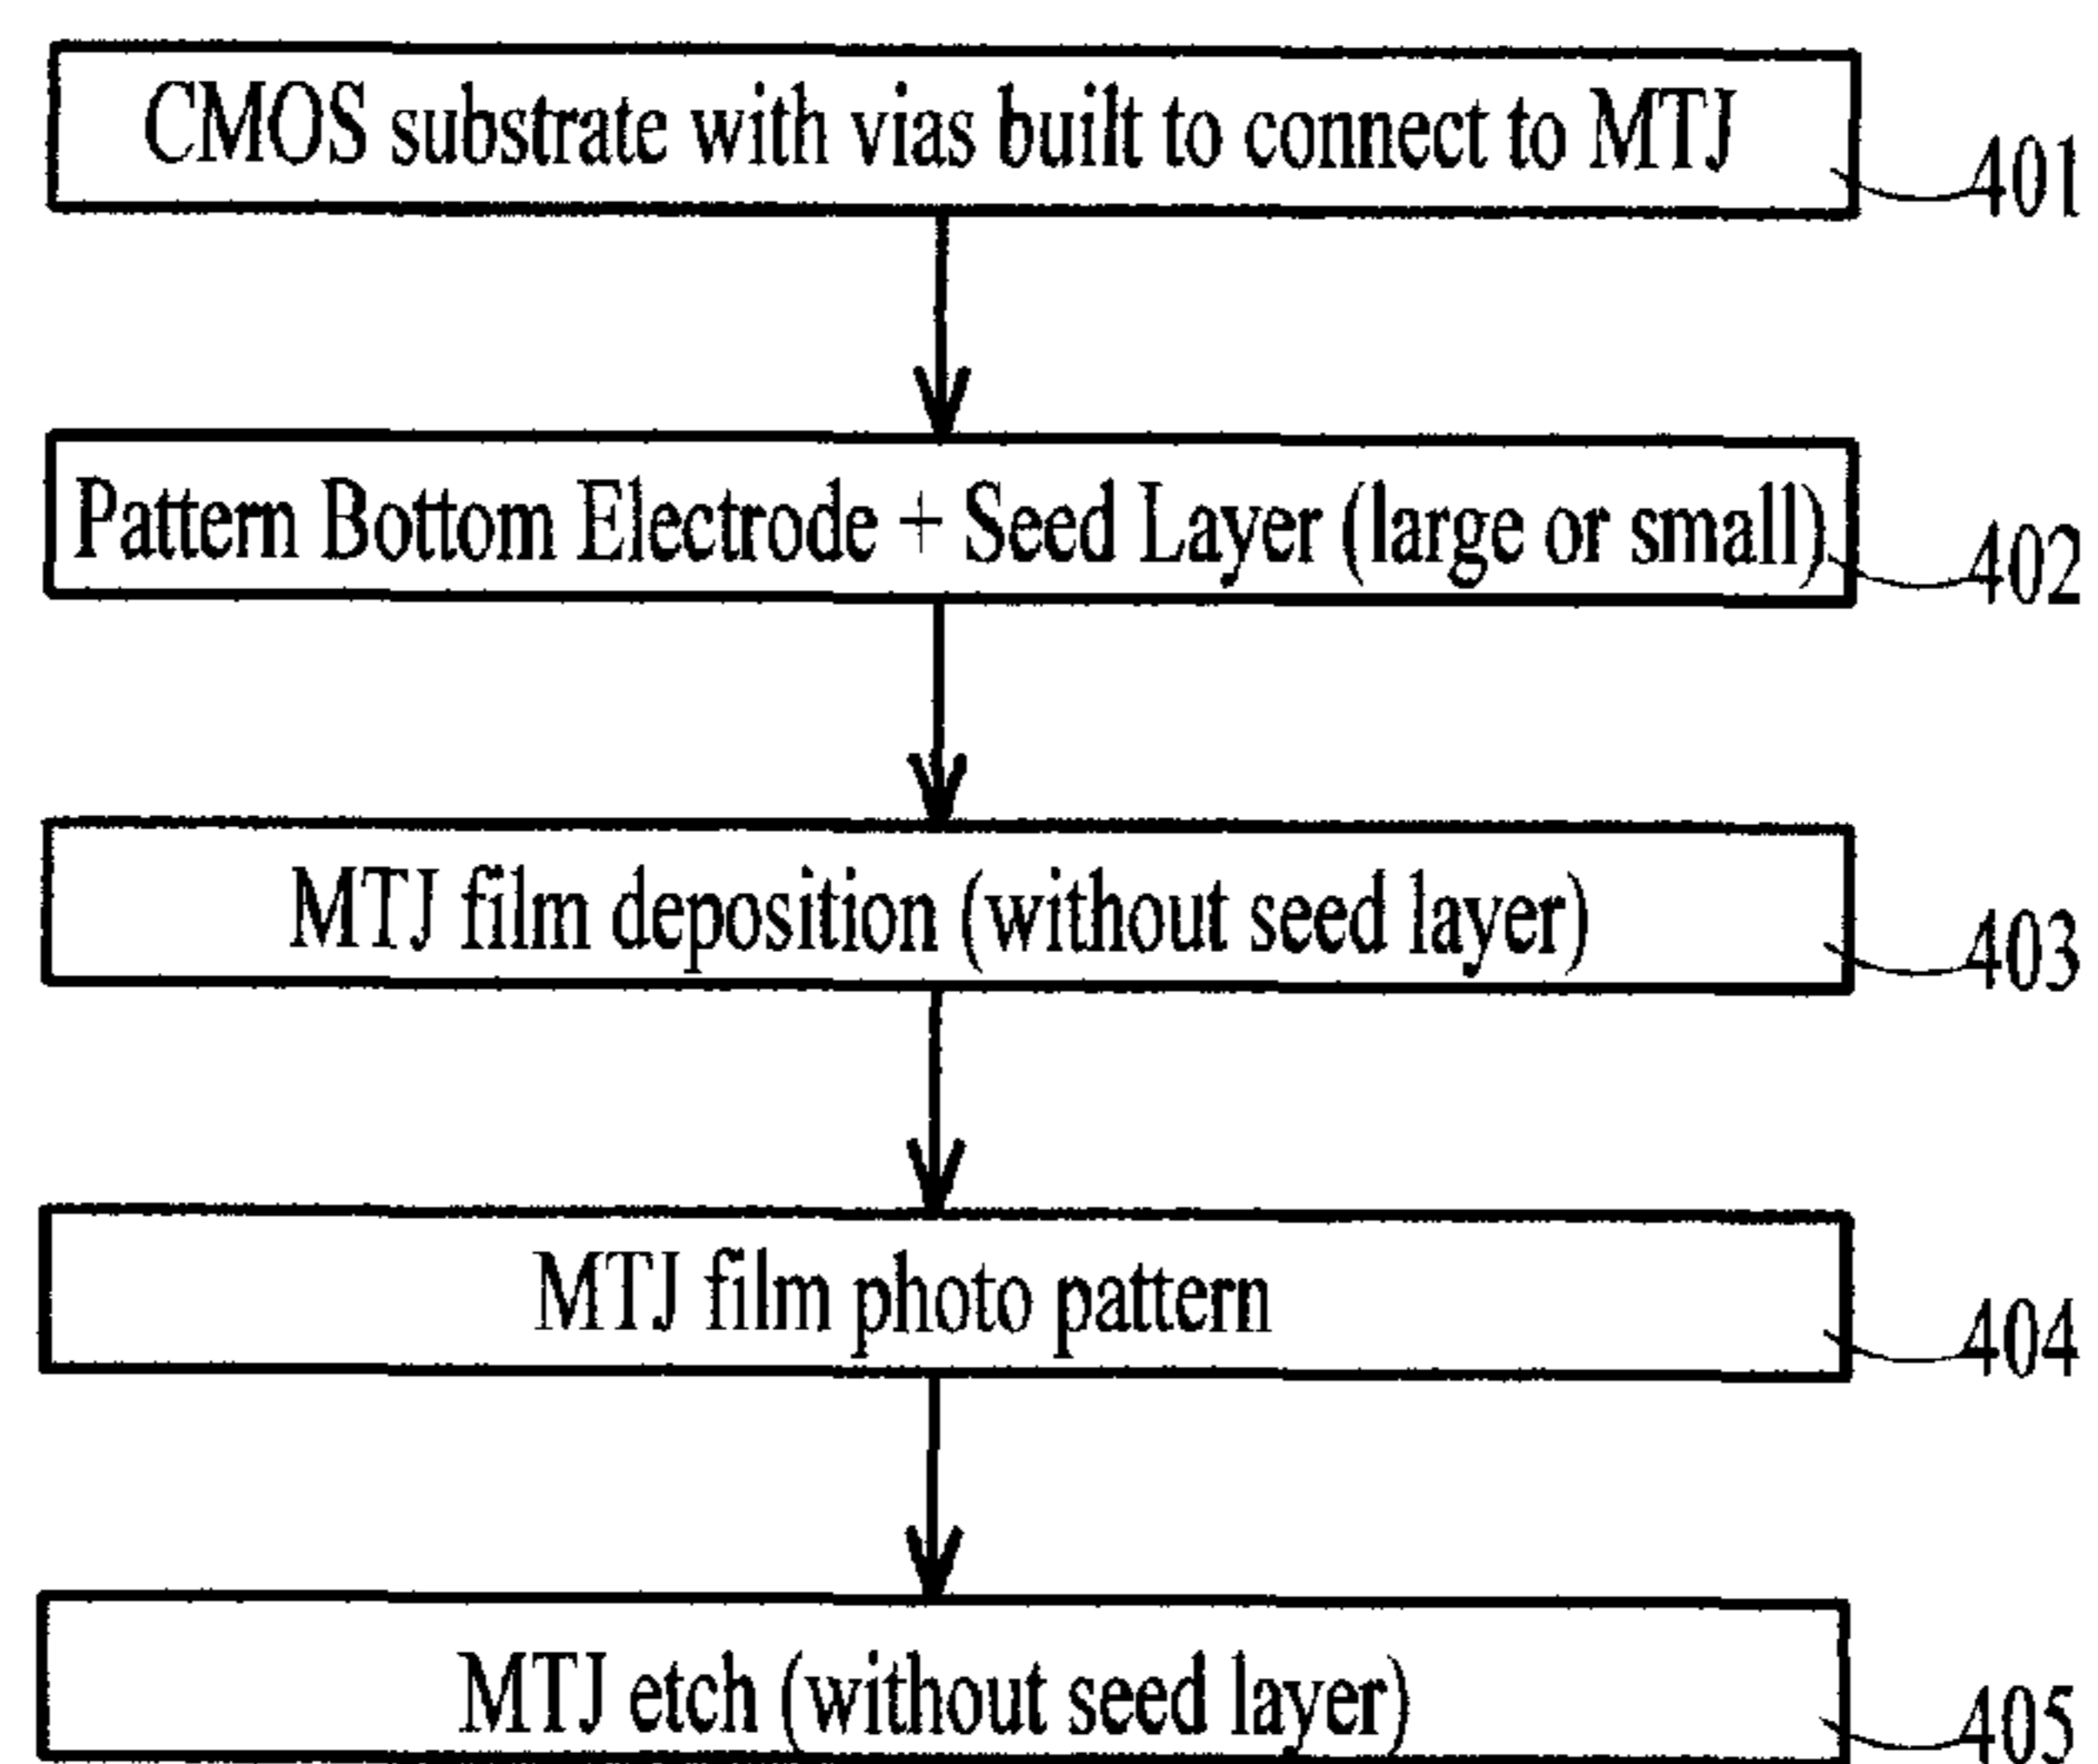 CMOS substrate with vias built to connect to MTJ
401
Pattern Bottom Electrode + Seed Layer (large or small)
402
MTJ film deposition (without seed layer)
403
MTJ film photo pattern
404
MTJ etch (without seed layer)
405